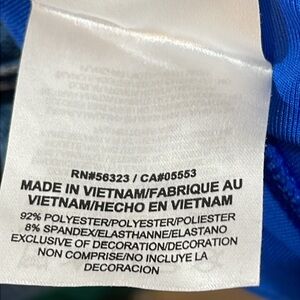 RN#56323 / CA#05553
MADE IN VIETNAM/FABRIQUE AU
VIETNAM/HECHO EN VIETNAM
92% POLYESTER/POLYESTER/POLIESTER
8% SPANDEX/ELASTHANNE/ELASTANO
EXCLUSIVE OF DECORATION/DECORATION
NON COMPRISE/NO INCLUYE LA
DECORACION